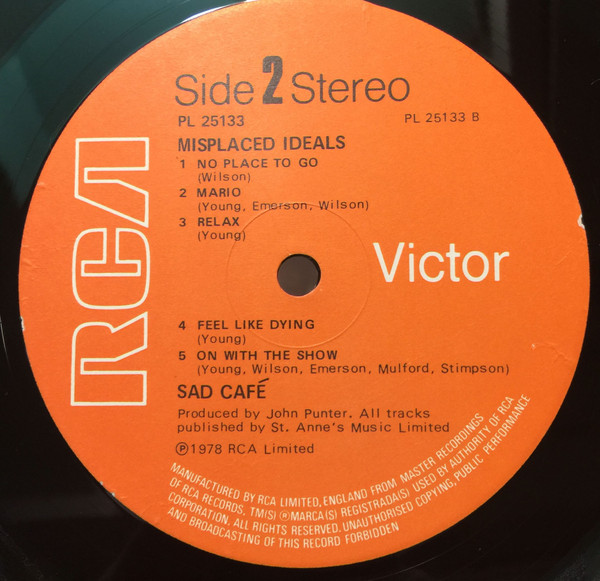 Side 2 Stereo
PL 25133
PL 25133 B
MISPLACED IDEALS
1 NO PLACE TO GO
(Wilson)
2 MARIO
(Young, Emerson, Wilson)
3 RELAX
(Young)
RCA
Victor
4 FEEL LIKE DYING
(Young)
5 ON WITH THE SHOW
(Young, Wilson, Emerson, Mulford, Stimpson)
SAD CAFÉ
Produced by John Punter. All tracks
published by St. Anne's Music Limited
Ⓟ1978 RCA Limited
MANUFACTURED BY RCA LIMITED, ENGLAND FROM MASTER RECORDINGS
OF RCA RECORDS, TM(S) ® MARCA(S) REGISTRADA(S) USED BY AUTHORITY OF RCA
CORPORATION, ALL RIGHTS RESERVED. UNAUTHORISED COPYING, PUBLIC PERFORMANCE
AND BROADCASTING OF THIS RECORD FORBIDDEN